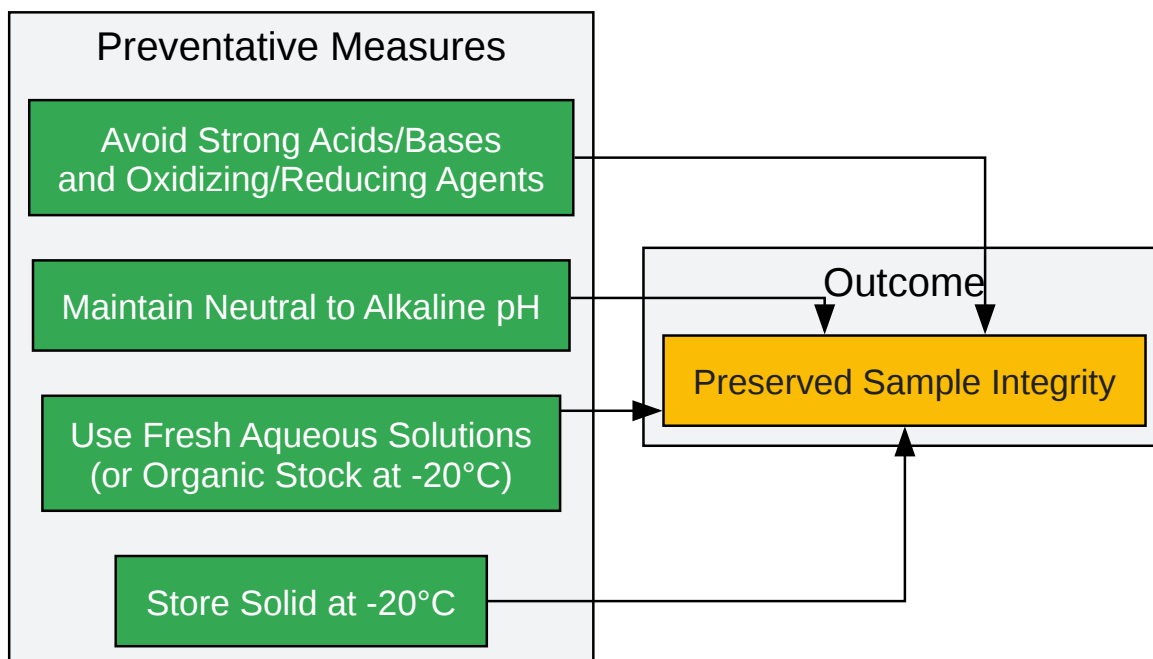 Preventative Measures
Avoid Strong Acids/Bases
and Oxidizing/Reducing Agents
Maintain Neutral to Alkaline pH
Use Fresh Aqueous Solutions
(or Organic Stock at -20°C)
Store Solid at -20°C
Outcome
Preserved Sample Integrity